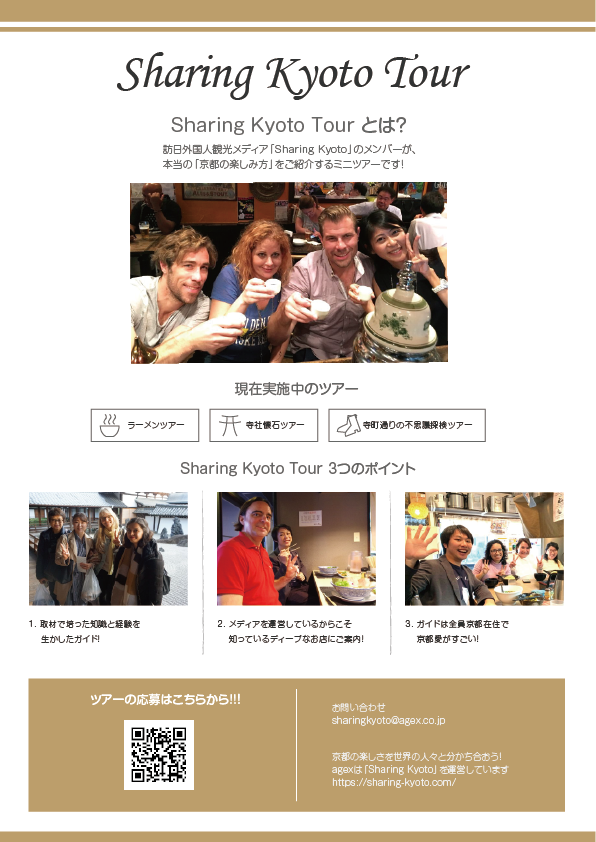 Sharing Kyoto Tour
Sharing Kyoto Tour とは?
訪日外国人観光メディア「Sharing Kyoto」のメンバーが、
本当の「京都の楽しみ方」をご紹介するミニツアーです!
現在実施中のツアー
ラーメンツアー
寺社懐石ツアー
寺町通りの不思議探検ツアー
Sharing Kyoto Tour 3つのポイント
1. 取材で培った知識と経験を
生かしたガイド!
2. メディアを運営しているからこそ
知っているディープなお店にご案内!
3. ガイドは全員京都在住で
京都愛がすごい!
ツアーの応募はこちらから!!!
お問い合わせ
sharingkyoto@agex.co.jp
京都の楽しさを世界の人々と分かち合おう!
agexは「Sharing Kyoto」を運営しています
https://sharing-kyoto.com/